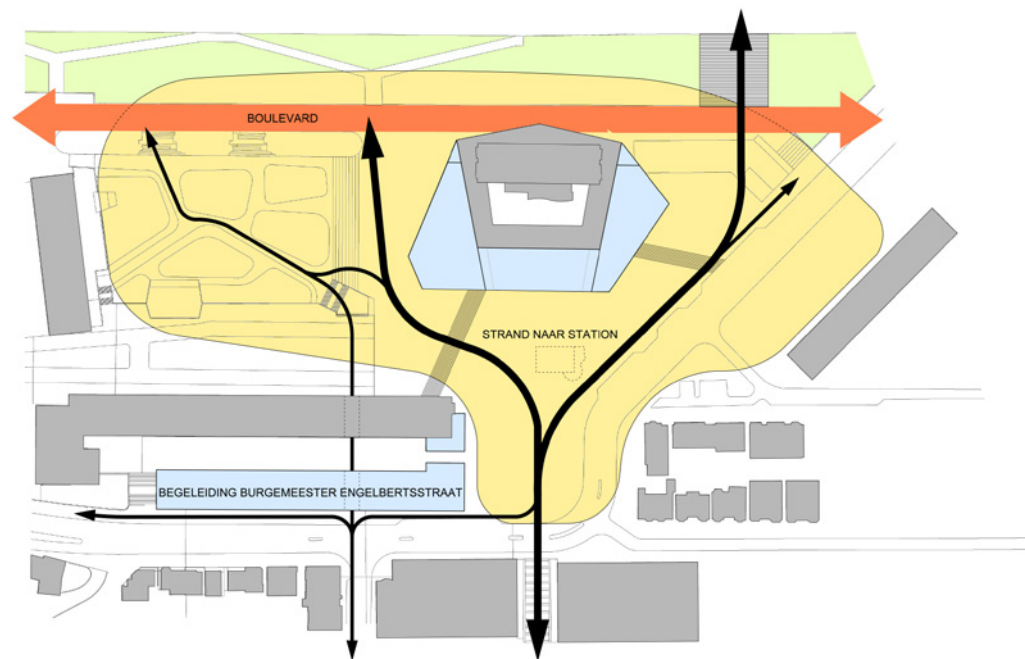 BOULEVARD
STRAND NAAR STATION
BEGELEIDING BURGEMEESTER ENGELBERTSSTRAAT